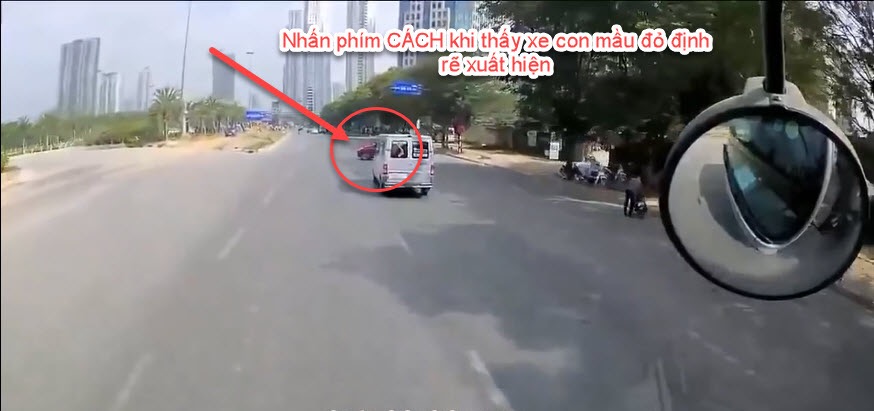 Nhấn phím CÁCH khi thấy xe con mầu đỏ định
rẽ xuất hiện